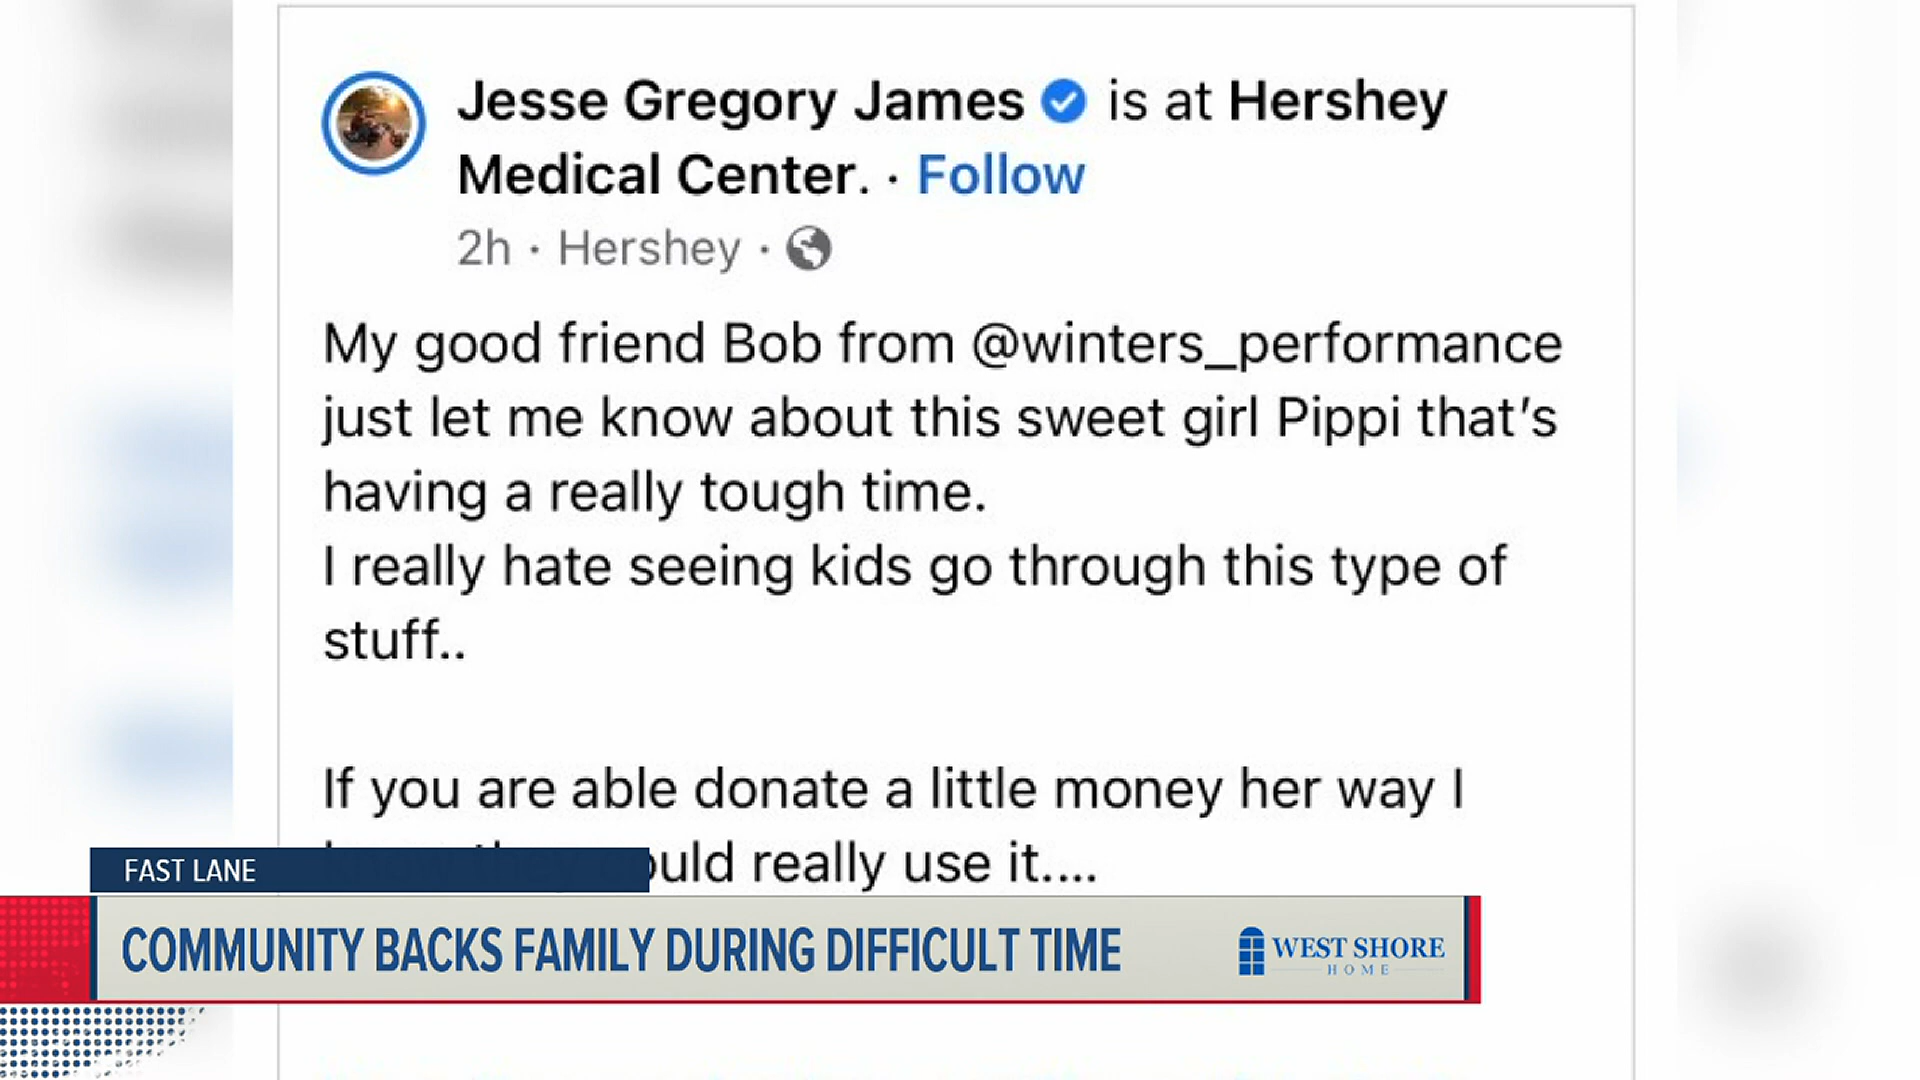 Jesse Gregory James is at Hershey
Medical Center. · Follow
2h · Hershey ·
My good friend Bob from @winters_performance
just let me know about this sweet girl Pippi that's
having a really tough time.
I really hate seeing kids go through this type of
stuff..
If you are able donate a little money her way I
really use it....
FAST LANE
COMMUNITY BACKS FAMILY DURING DIFFICULT TIME
WEST SHORE
HOME